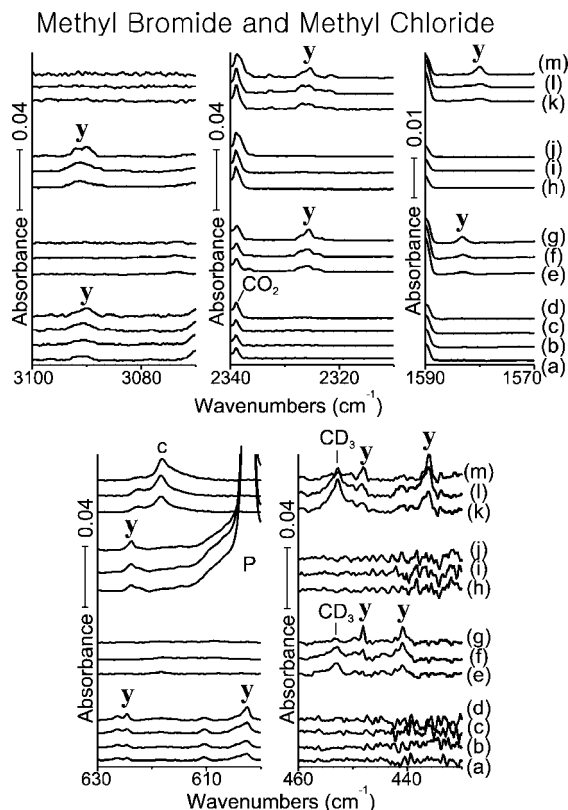 Methyl Bromide and Methyl Chloride
y
y
y
y
y
y
y
CO2
c
y
P
y
y
CD3
y
y
CD3
y
y
(m)
(l)
(k)
(j)
(i)
(h)
(g)
(f)
(e)
(d)
(c)
(b)
(a)
(m)
(l)
(k)
(j)
(i)
(h)
(g)
(f)
(e)
(d)
(c)
(b)
(a)
Absorbance 0.04
Absorbance 0.04
Absorbance 0.01
3100 3080
2340 2320
1590 1570
Wavenumbers (cm-1)
Absorbance 0.04
Absorbance 0.04
630 610
460 440
Wavenumbers (cm-1)